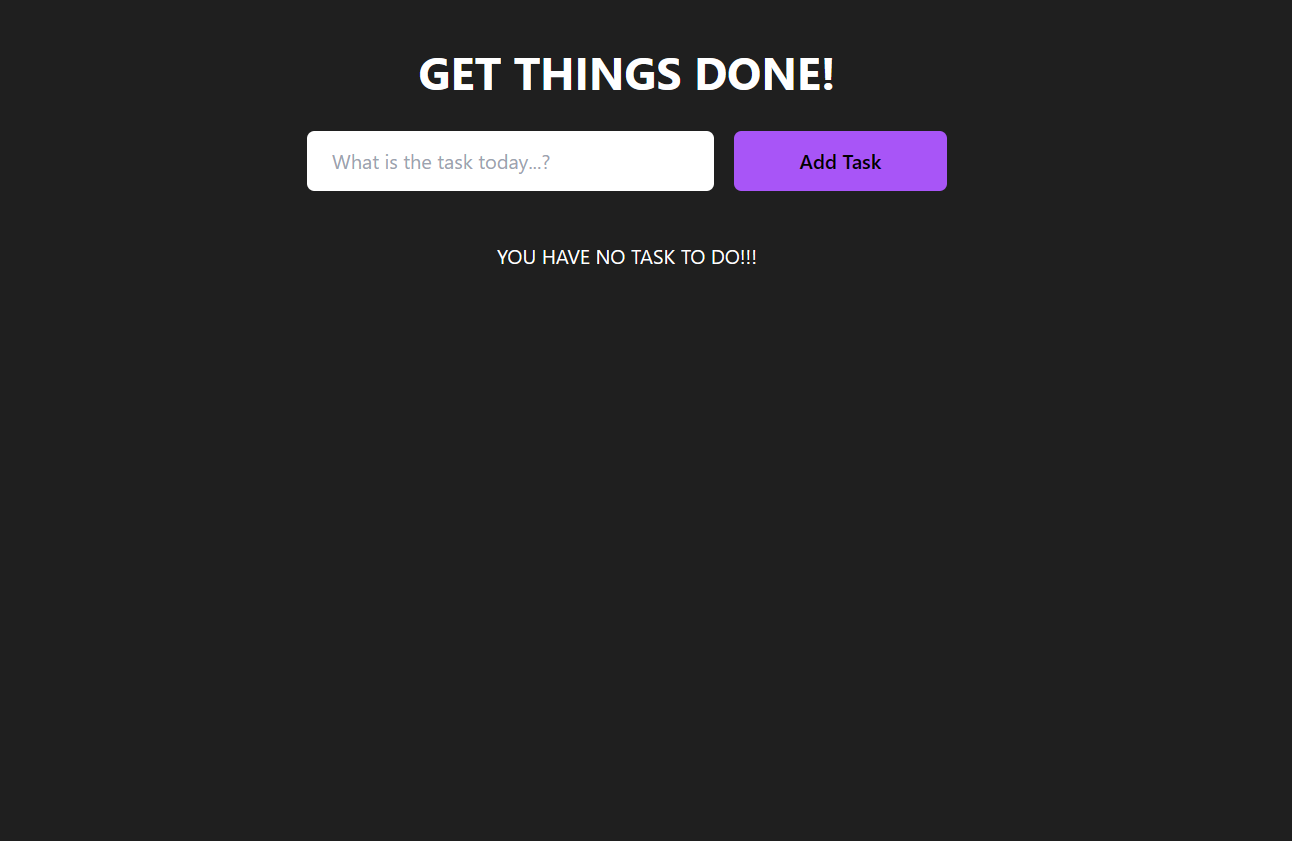 GET THINGS DONE!
What is the task today...?
Add Task
YOU HAVE NO TASK TO DO!!!